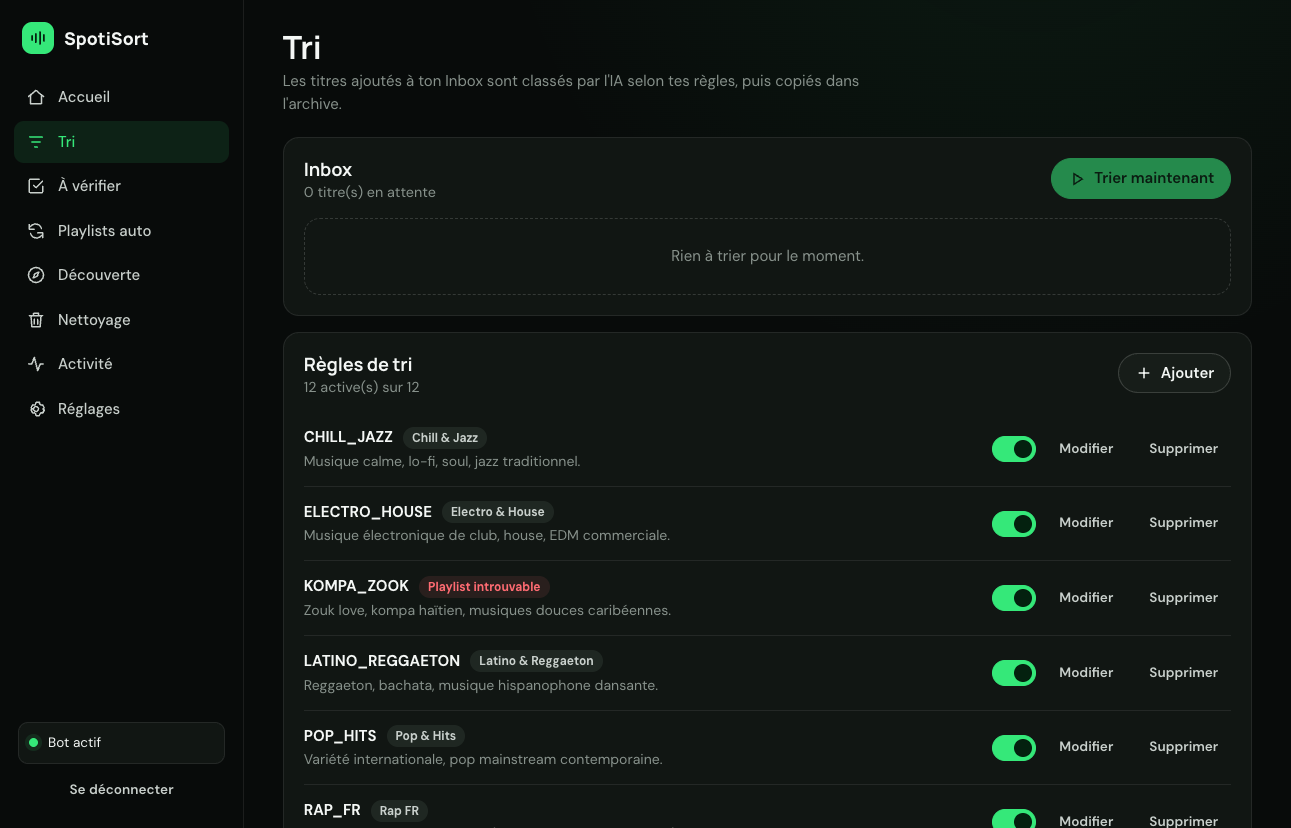 SpotiSort
Accueil
Tri
À vérifier
Playlists auto
Découverte
Nettoyage
Activité
Réglages
Bot actif
Se déconnecter
Tri
Les titres ajoutés à ton Inbox sont classés par l'IA selon tes règles, puis copiés dans
l'archive.
Inbox
0 titre(s) en attente
Trier maintenant
Rien à trier pour le moment.
Règles de tri
12 active(s) sur 12
Ajouter
CHILL_JAZZ Chill & Jazz
Musique calme, lo-fi, soul, jazz traditionnel.
Modifier Supprimer
ELECTRO_HOUSE Electro & House
Musique électronique de club, house, EDM commerciale.
Modifier Supprimer
KOMPA_ZOOK Playlist introuvable
Zouk love, kompa haïtien, musiques douces caribéennes.
Modifier Supprimer
LATINO_REGGAETON Latino & Reggaeton
Reggaeton, bachata, musique hispanophone dansante.
Modifier Supprimer
POP_HITS Pop & Hits
Variété internationale, pop mainstream contemporaine.
Modifier Supprimer
RAP_FR Rap FR
Modifier Supprimer